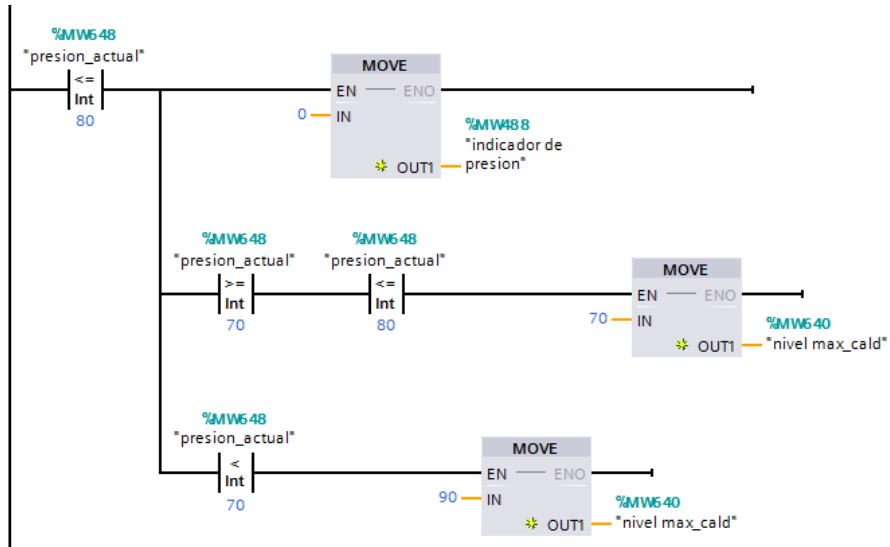 %MW648
"presion_actual"
<=
Int
80
MOVE
EN ENO
0 IN
OUT1
%MW488
"indicador de
presion"
%MW648 %MW648
"presion_actual" "presion_actual"
>= <=
Int Int
70 80
MOVE
EN ENO
70 IN
OUT1
%MW640
"nivel max_cald"
%MW648
"presion_actual"
<
Int
70
MOVE
EN ENO
90 IN
OUT1
%MW640
"nivel max_cald"